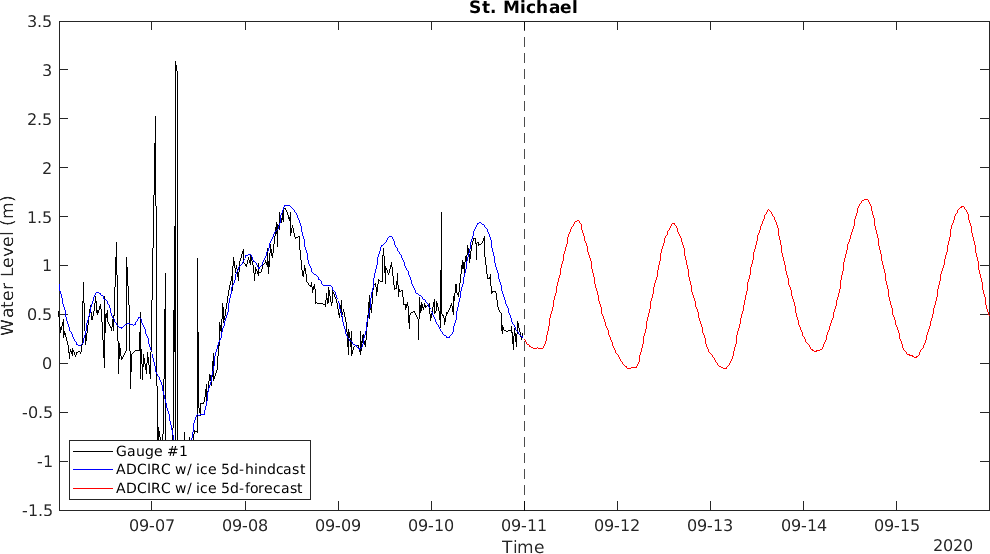 St. Michael
3.5
3
2.5
2
1.5
1
0.5
0
-0.5
-1
-1.5
Water Level (m)
Gauge #1
ADCIRC w/ ice 5d-hindcast
ADCIRC w/ ice 5d-forecast
09-07 09-08 09-09 09-10 09-11 09-12 09-13 09-14 09-15
Time
2020